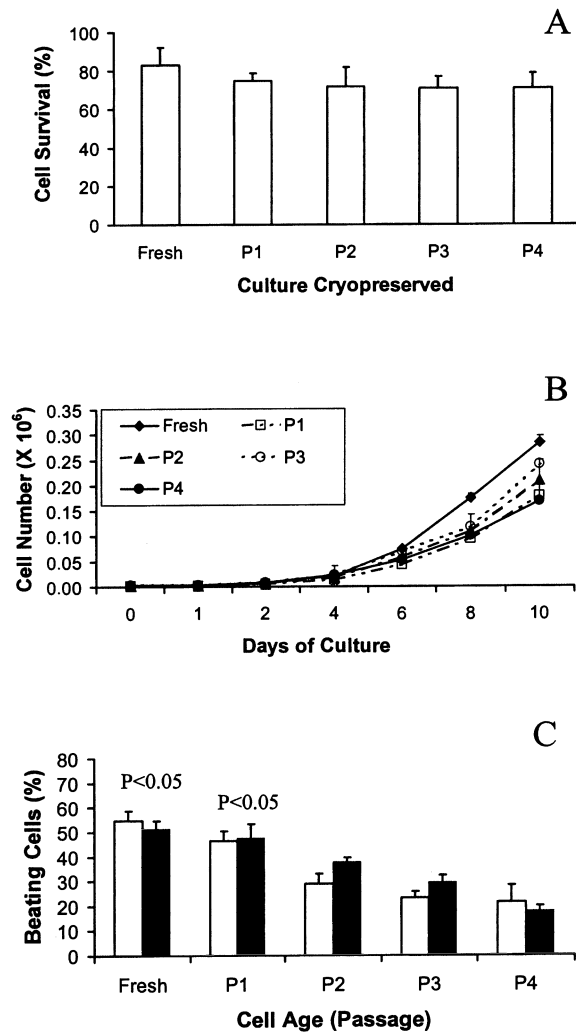 A
Cell Survival (%)
100
80
60
40
20
0
Fresh P1 P2 P3 P4
Culture Cryopreserved
B
Cell Number (X 10⁶)
0.35
0.30
0.25
0.20
0.15
0.10
0.05
0.00
Fresh P1
P2 P3
P4
0 1 2 4 6 8 10
Days of Culture
C
Beating Cells (%)
80
70
60
50
40
30
20
10
0
P<0.05
P<0.05
Fresh P1 P2 P3 P4
Cell Age (Passage)